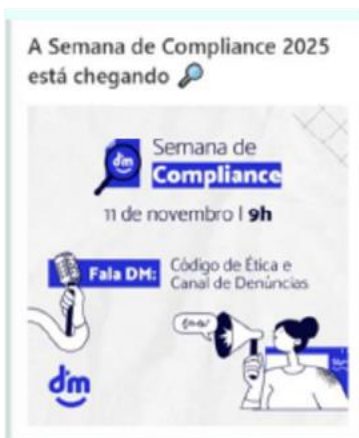 A Semana de Compliance 2025
está chegando 🔎
dm
Semana de
Compliance
11 de novembro | 9h
Fala DM:
Código de Ética e
Canal de Denúncias
dm